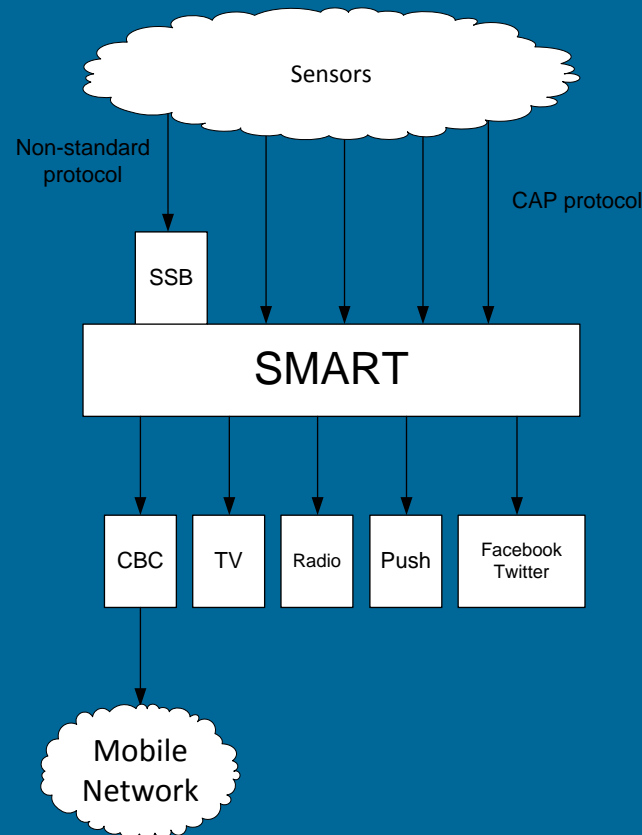 Sensors
Non-standard
protocol
CAP protocol
SSB
SMART
CBC
TV
Radio
Push
Facebook
Twitter
Mobile
Network